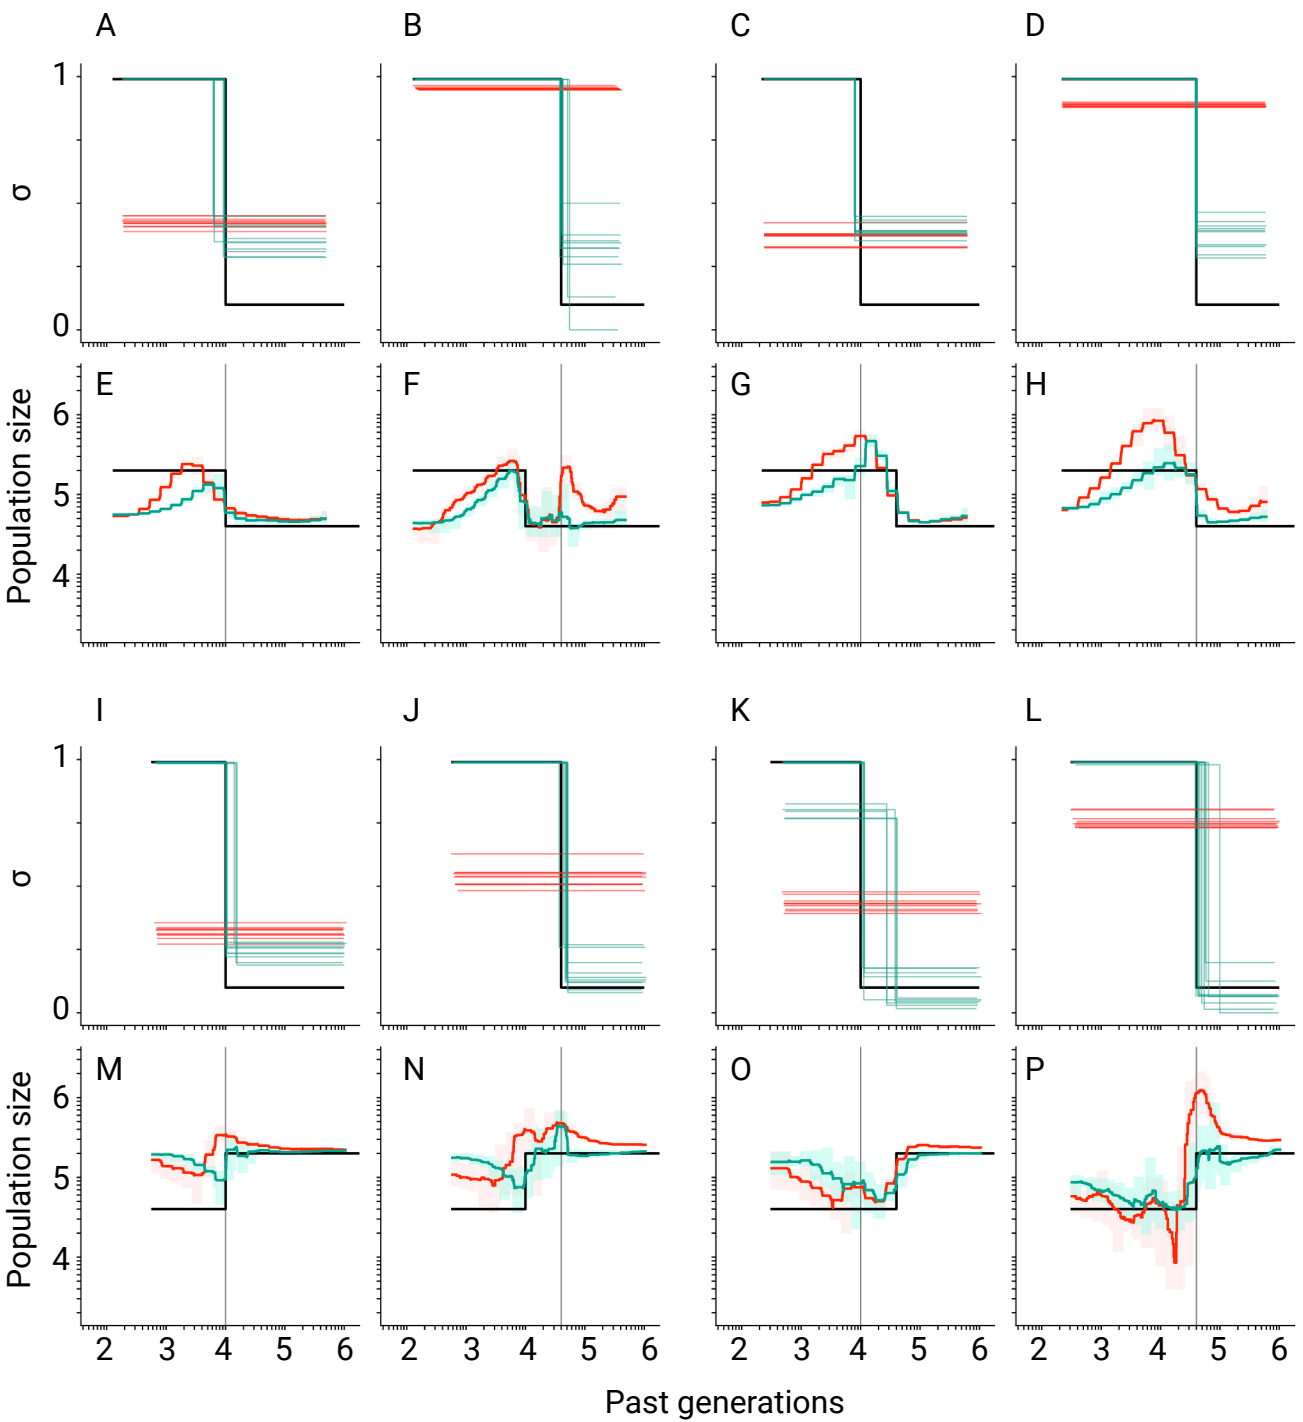 A B C D
1
σ
0
E F G H
6
Population size
5
4
I J K L
1
σ
0
M N O P
6
Population size
5
4
2 3 4 5 6 2 3 4 5 6 2 3 4 5 6 2 3 4 5 6
Past generations